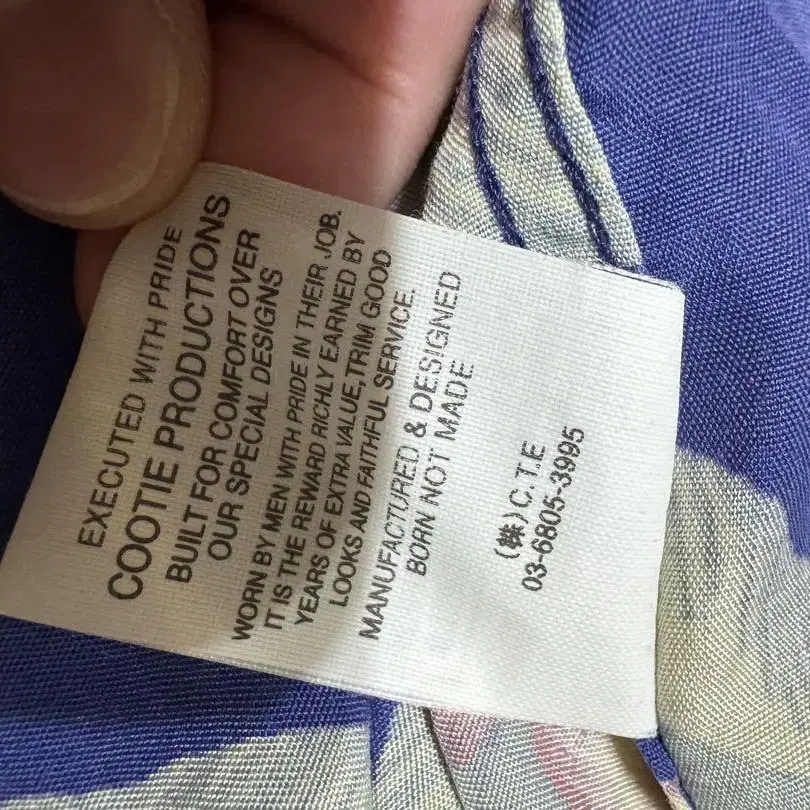 EXECUTED WITH PRIDE
COOTIE PRODUCTIONS
BUILT FOR COMFORT OVER
OUR SPECIAL DESIGNS
WORN BY MEN WITH PRIDE IN THEIR JOB.
IT IS THE REWARD RICHLY EARNED BY
YEARS OF EXTRA VALUE, TRIM GOOD
LOOKS AND FAITHFUL SERVICE.
MANUFACTURED & DESIGNED
BORN NOT MADE
(株) C.T.E
03-6805-3995